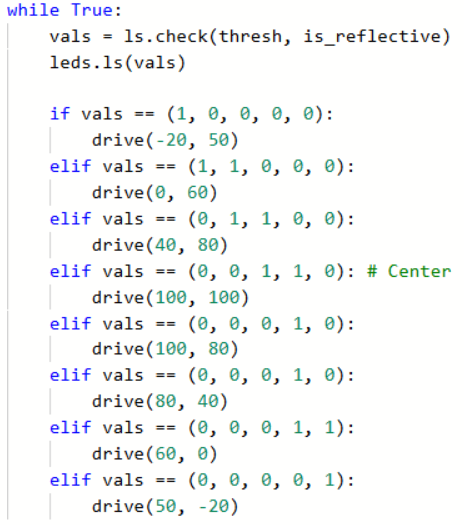 while True:
    vals = ls.check(thresh, is_reflective)
    leds.ls(vals)

    if vals == (1, 0, 0, 0, 0):
        drive(-20, 50)
    elif vals == (1, 1, 0, 0, 0):
        drive(0, 60)
    elif vals == (0, 1, 1, 0, 0):
        drive(40, 80)
    elif vals == (0, 0, 1, 1, 0): # Center
        drive(100, 100)
    elif vals == (0, 0, 0, 1, 0):
        drive(100, 80)
    elif vals == (0, 0, 0, 1, 0):
        drive(80, 40)
    elif vals == (0, 0, 0, 1, 1):
        drive(60, 0)
    elif vals == (0, 0, 0, 0, 1):
        drive(50, -20)